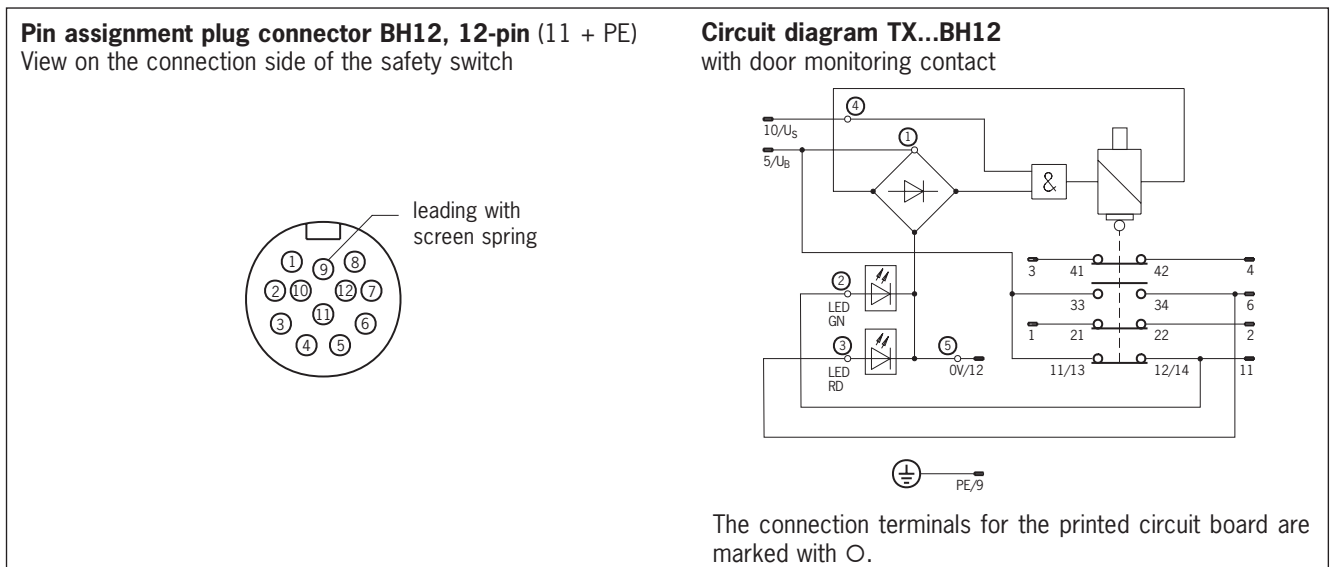 Pin assignment plug connector BH12, 12-pin (11 + PE)
View on the connection side of the safety switch
leading with
screen spring
1 9 8
2 10 12 7
3 11 6
4 5
Circuit diagram TX...BH12
with door monitoring contact
4
10/US
1
5/UB
&
3 41 42 4
2
LED
GN
33 34 6
1 21 22 2
3
LED
RD
5
0V/12
11/13 12/14 11
PE/9
The connection terminals for the printed circuit board are
marked with O.